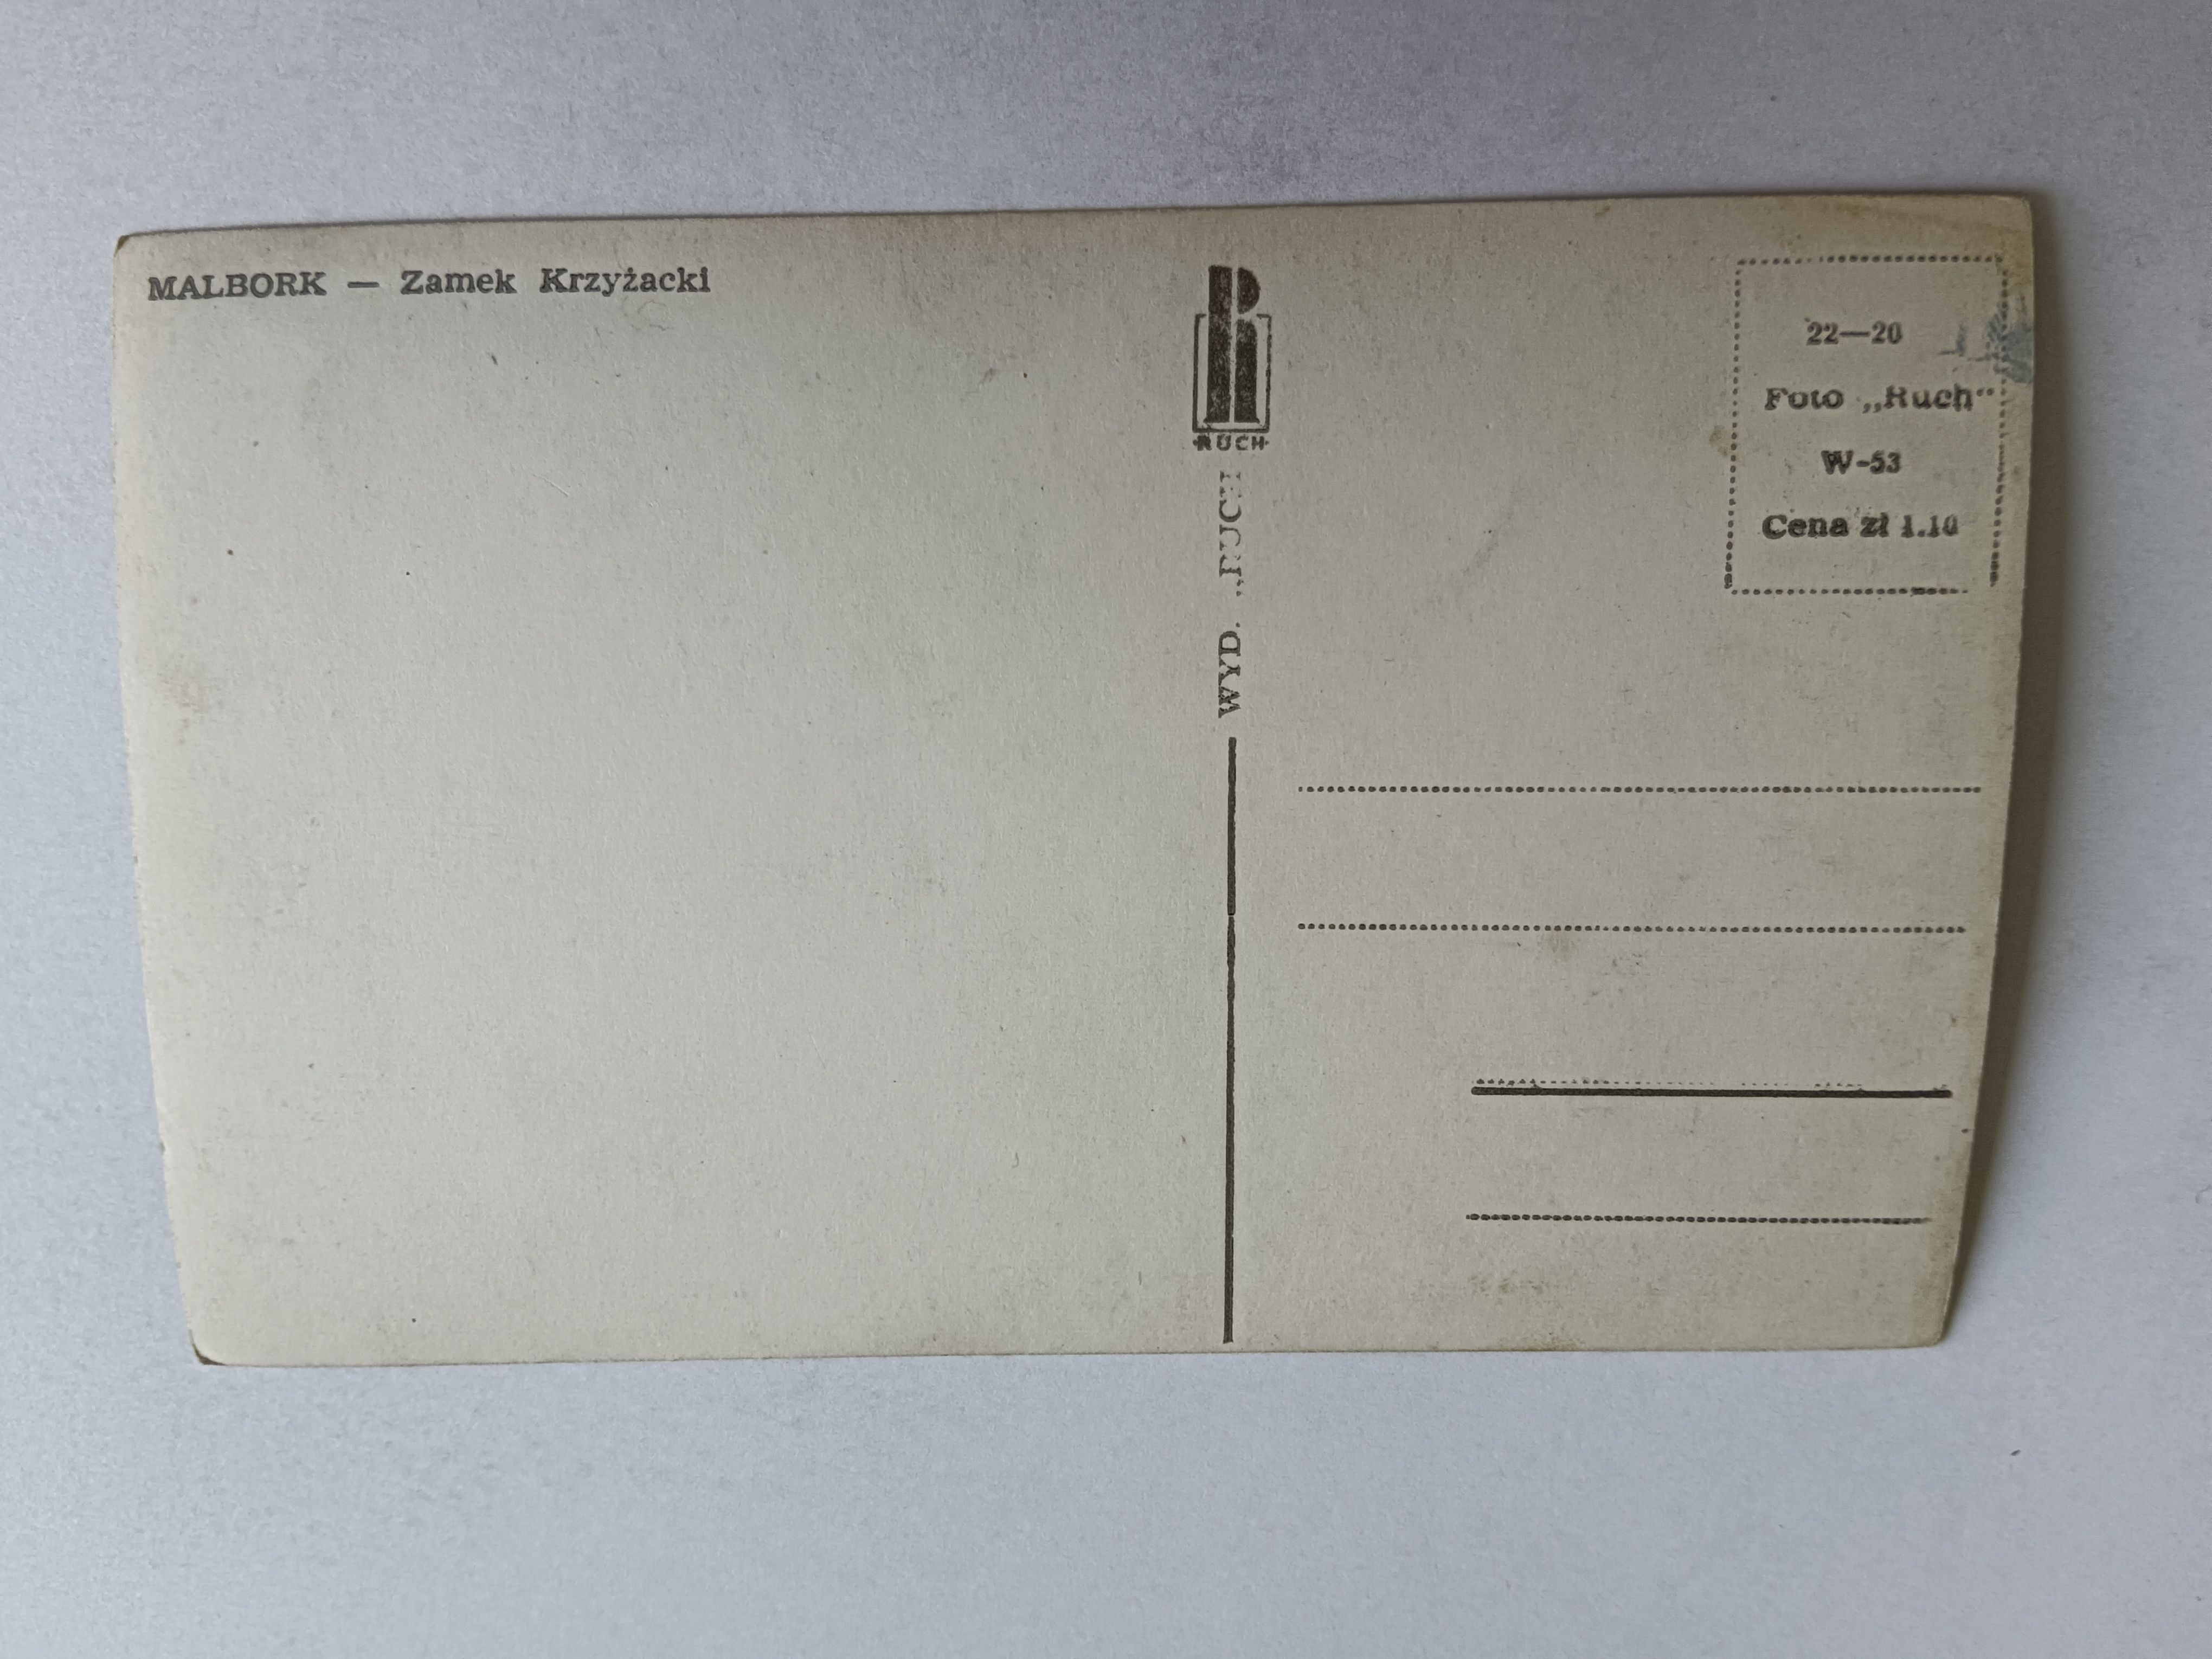 MALBORK — Zamek Krzyżacki
RUCH
WYD. „RUCH
22—20
Foto „Ruch“
W-53
Cena zł 1.10